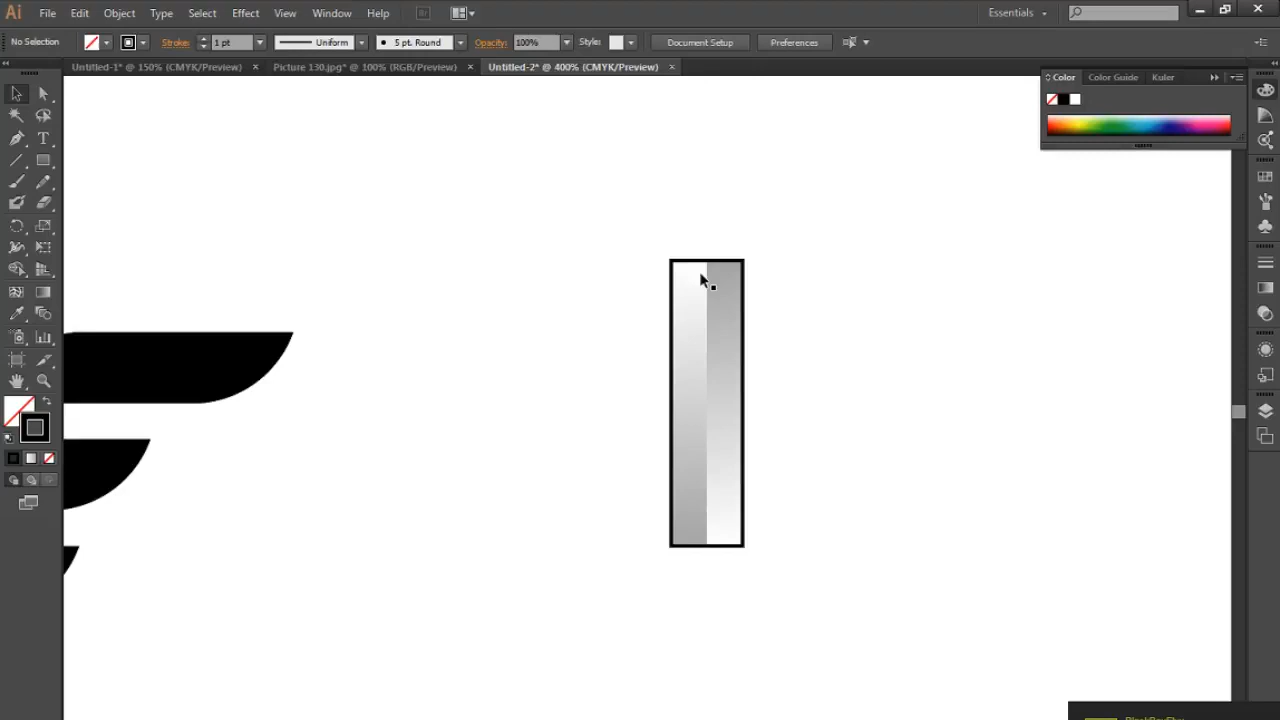 Ai File Edit Object Type Select Effect View Window Help Br Essentials
No Selection Stroke: 1 pt Uniform 5 pt. Round Opacity: 100% Style: Document Setup Preferences
Untitled-1* @ 150% (CMYK/Preview) × Picture 130.jpg* @ 100% (RGB/Preview) × Untitled-2* @ 400% (CMYK/Preview) ×
Color Color Guide Kuler